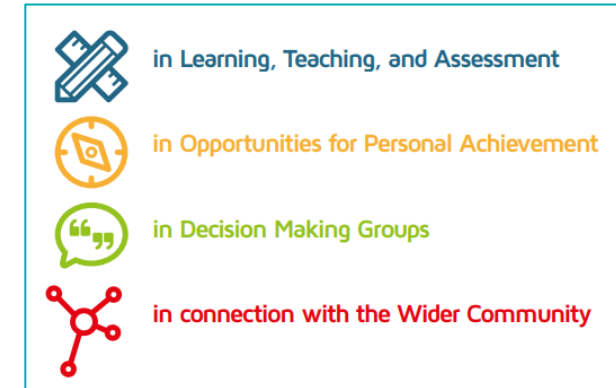 in Learning, Teaching, and Assessment
in Opportunities for Personal Achievement
in Decision Making Groups
in connection with the Wider Community